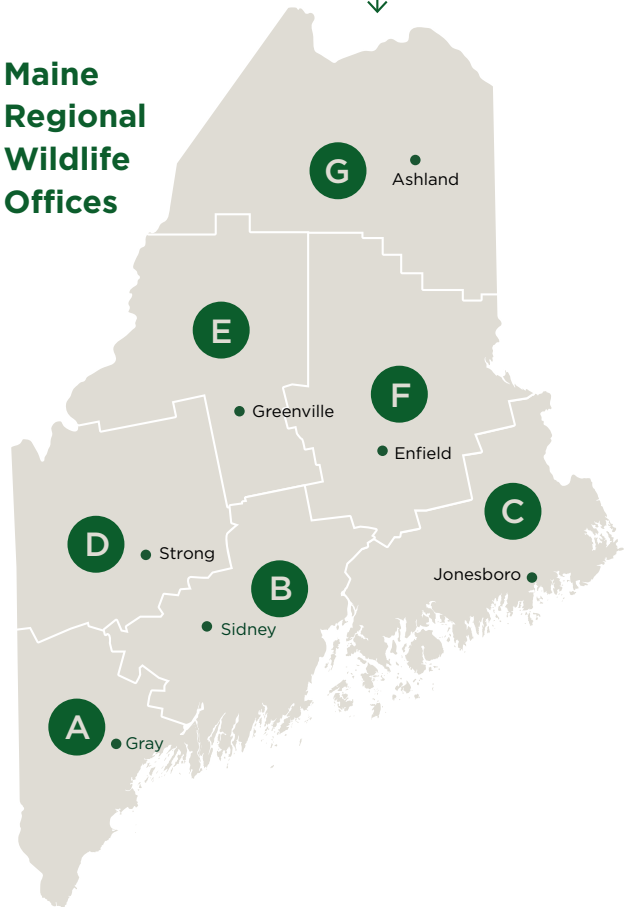 Maine
Regional
Wildlife
Offices
G
Ashland
E
Greenville
F
Enfield
C
D
Strong
Jonesboro
B
Sidney
A
Gray